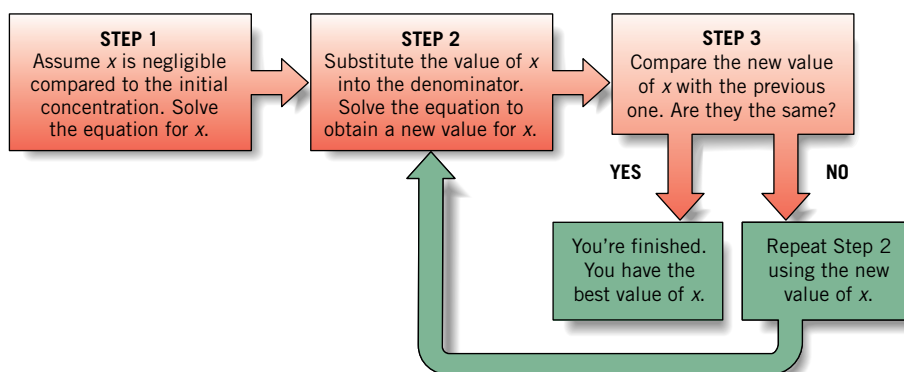 STEP 1
Assume x is negligible
compared to the initial
concentration. Solve
the equation for x.
STEP 2
Substitute the value of x
into the denominator.
Solve the equation to
obtain a new value for x.
STEP 3
Compare the new value
of x with the previous
one. Are they the same?
YES
NO
You're finished.
You have the
best value of x.
Repeat Step 2
using the new
value of x.